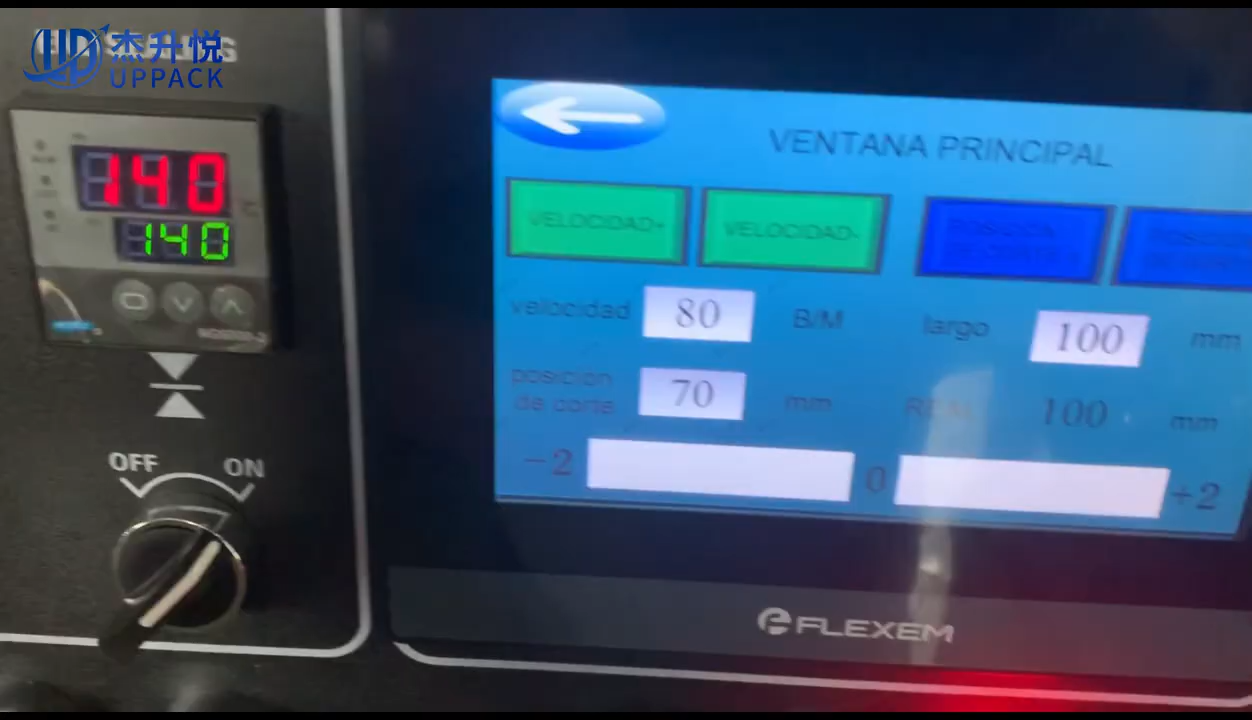 杰升悦
UPPACK
140
140
OFF
ON
VENTANA PRINCIPAL
VELOCIDAD+
VELOCIDAD-
velocidad
80
B/M
largo
100
mm
posicion
de corte
70
mm
REAL
100
mm
-2
0
+2
FLEXEM